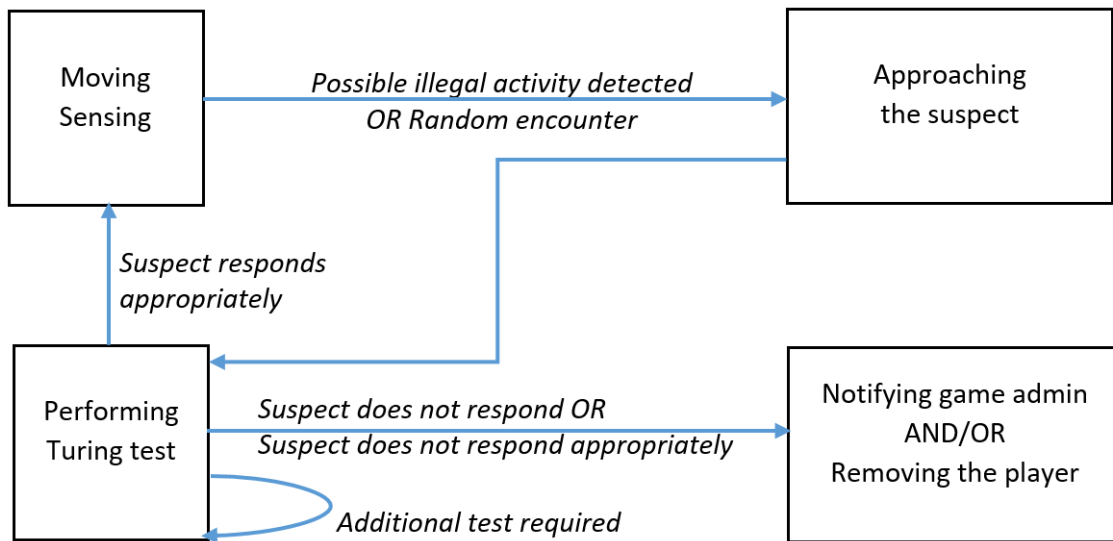 Moving
Sensing
Possible illegal activity detected
OR Random encounter
Approaching
the suspect
Suspect responds
appropriately
Performing
Turing test
Suspect does not respond OR
Suspect does not respond appropriately
Additional test required
Notifying game admin
AND/OR
Removing the player